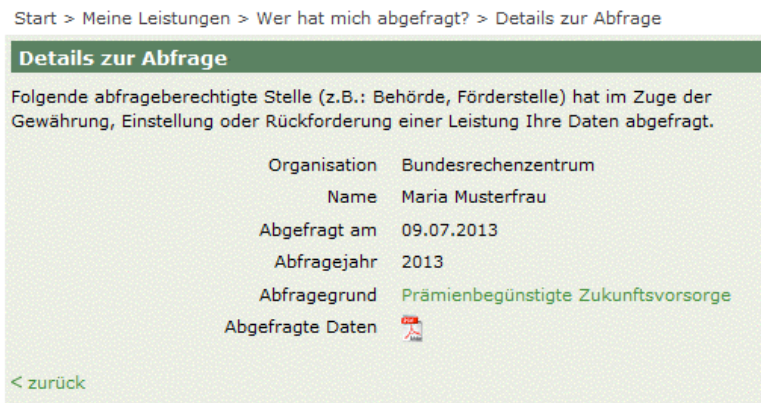 Start > Meine Leistungen > Wer hat mich abgefragt? > Details zur Abfrage
Details zur Abfrage
Folgende abfrageberechtigte Stelle (z.B.: Behörde, Förderstelle) hat im Zuge der
Gewährung, Einstellung oder Rückforderung einer Leistung Ihre Daten abgefragt.
Organisation Bundesrechenzentrum
Name Maria Musterfrau
Abgefragt am 09.07.2013
Abfragejahr 2013
Abfragegrund Prämienbegünstigte Zukunftsvorsorge
Abgefragte Daten
< zurück